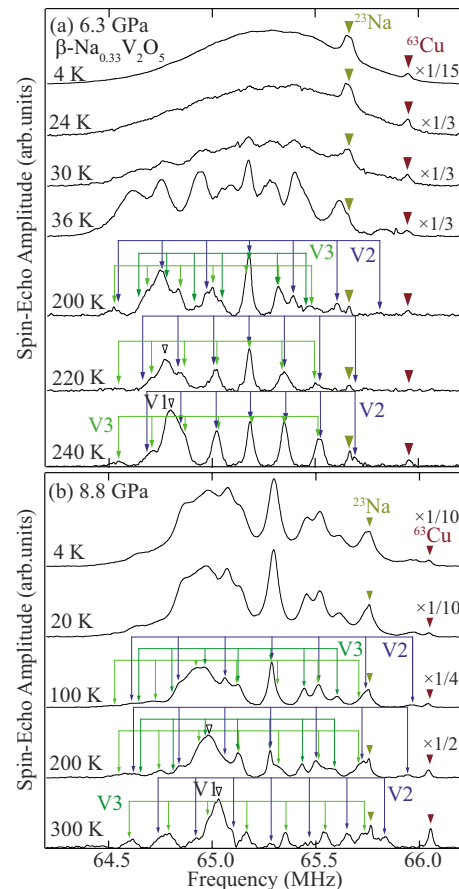 (a) 6.3 GPa
β-Na0.33V2O5
23Na
63Cu
4 K
×1/15
24 K
×1/3
30 K
×1/3
36 K
×1/3
V3
V2
200 K
220 K
V1
V3
V2
240 K
Spin-Echo Amplitude (arb.units)
(b) 8.8 GPa
23Na
×1/10
63Cu
4 K
×1/10
20 K
V3
V2
100 K
×1/4
200 K
×1/2
V1
V3
V2
300 K
Spin-Echo Amplitude (arb.units)
64.5 65.0 65.5 66.0
Frequency (MHz)